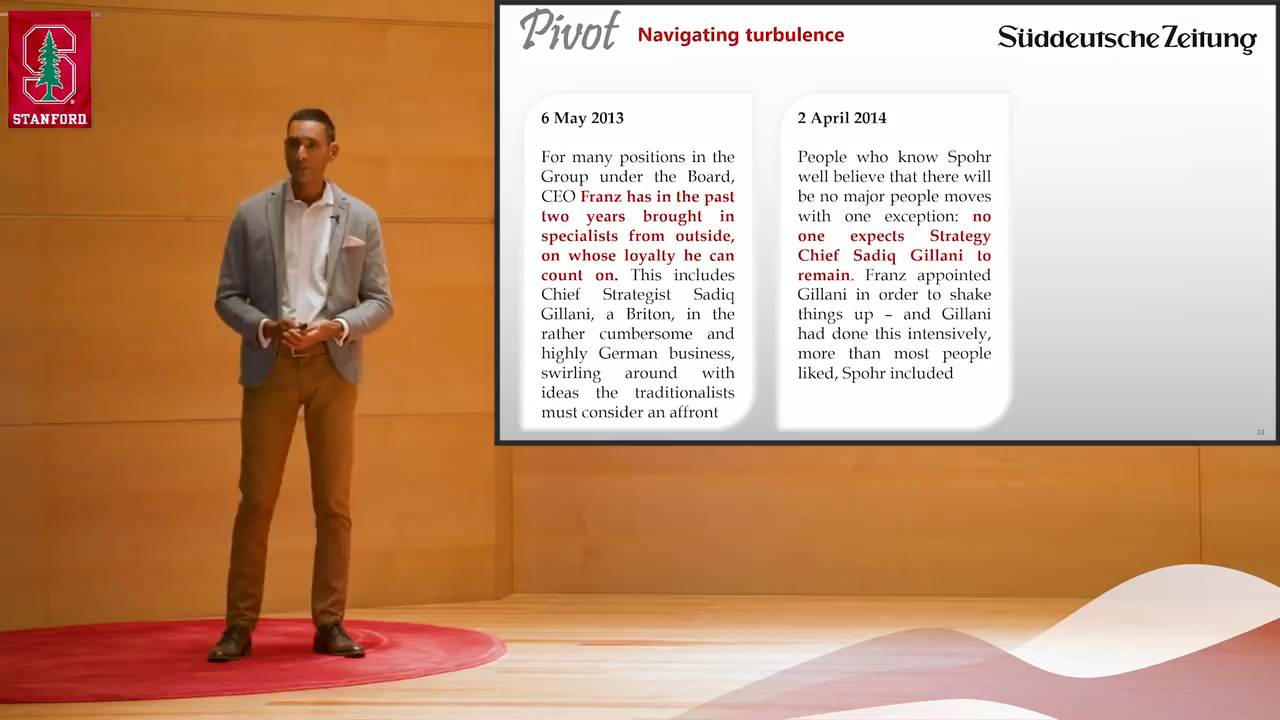 STANFORD
Pivot
Navigating turbulence
Süddeutsche Zeitung
6 May 2013
For many positions in the
Group under the Board,
CEO Franz has in the past
two years brought in
specialists from outside,
on whose loyalty he can
count on. This includes
Chief Strategist Sadiq
Gillani, a Briton, in the
rather cumbersome and
highly German business,
swirling around with
ideas the traditionalists
must consider an affront
2 April 2014
People who know Spohr
well believe that there will
be no major people moves
with one exception: no
one expects Strategy
Chief Sadiq Gillani to
remain. Franz appointed
Gillani in order to shake
things up – and Gillani
had done this intensively,
more than most people
liked, Spohr included
23